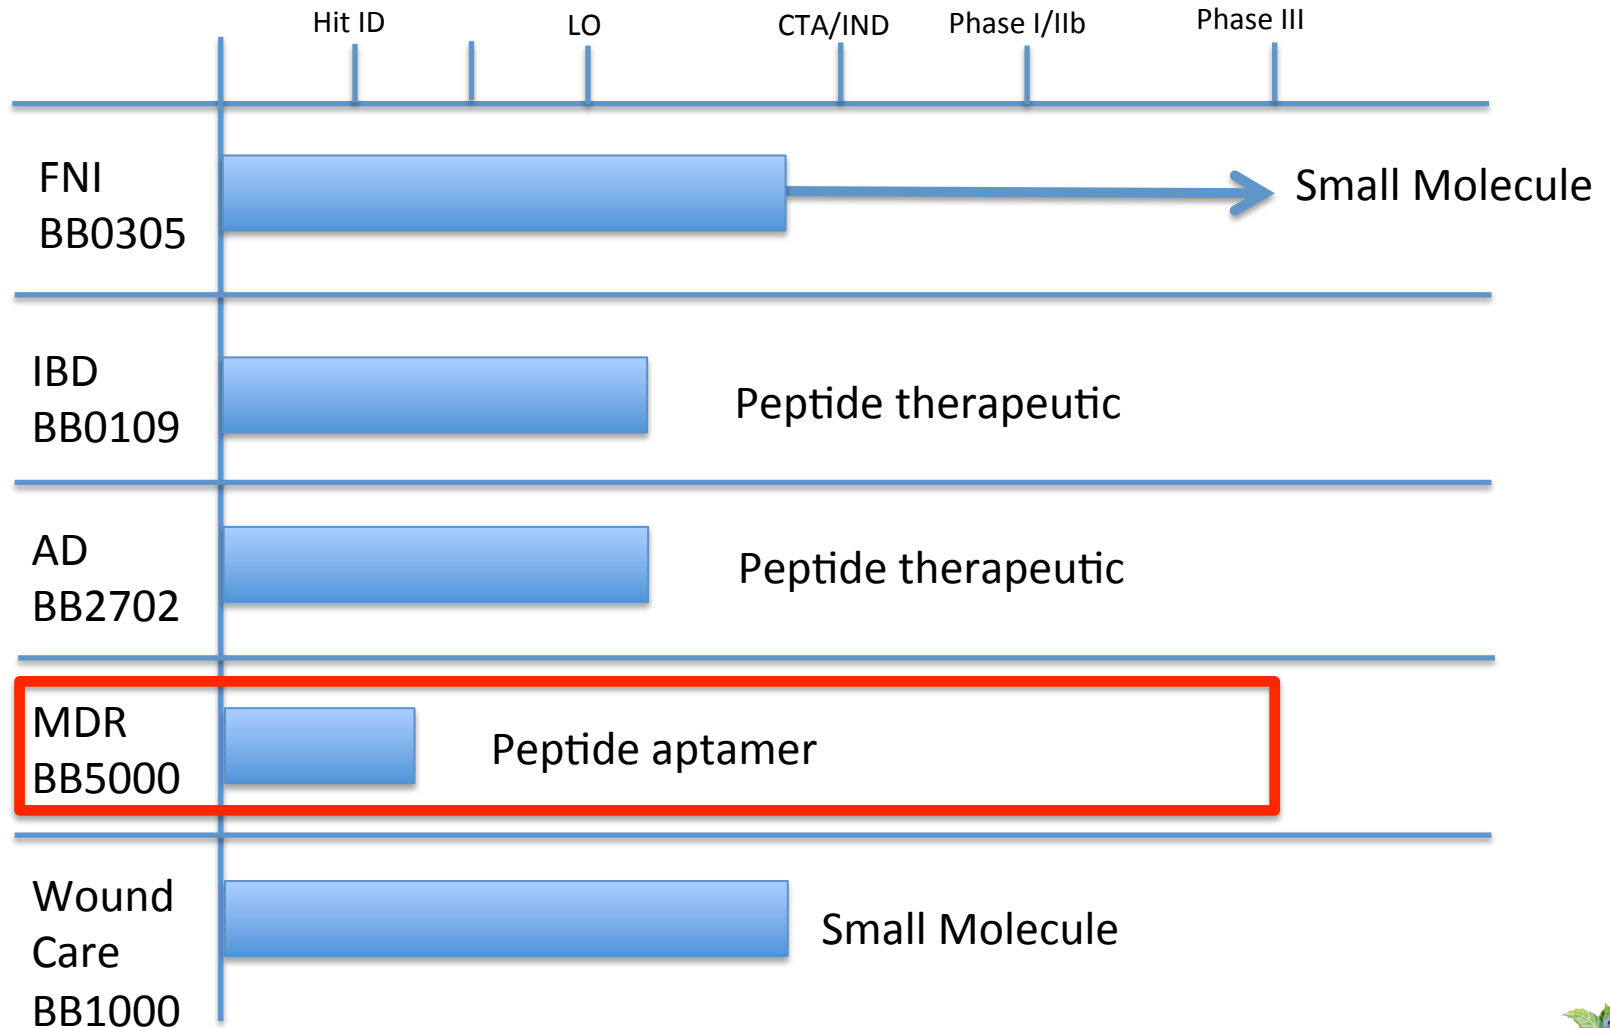 Hit ID LO CTA/IND Phase I/IIb Phase III
FNI
BB0305
Small Molecule
IBD
BB0109
Peptide therapeutic
AD
BB2702
Peptide therapeutic
MDR
BB5000
Peptide aptamer
Wound
Care
BB1000
Small Molecule